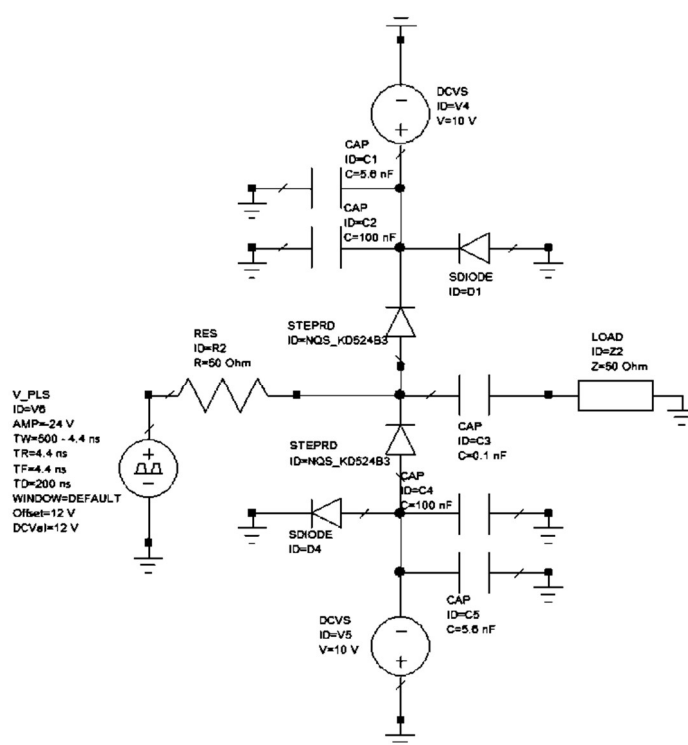 DCVS
ID=V4
V=10 V
CAP
ID=C1
C=5.6 nF
CAP
ID=C2
C=100 nF
SDIODE
ID=D1
STEPRD
ID=NQS_KD524B3
RES
ID=R2
R=50 Ohm
LOAD
ID=Z2
Z=50 Ohm
V_PLS
ID=V6
AMP=-24 V
TW=500 - 4.4 ns
TR=4.4 ns
TF=4.4 ns
TD=200 ns
WINDOW=DEFAULT
Offset=12 V
DCVal=12 V
CAP
ID=C3
C=0.1 nF
STEPRD
ID=NQS_KD524B3
CAP
ID=C4
C=100 nF
SDIODE
ID=D4
CAP
ID=C5
C=5.6 nF
DCVS
ID=V5
V=10 V